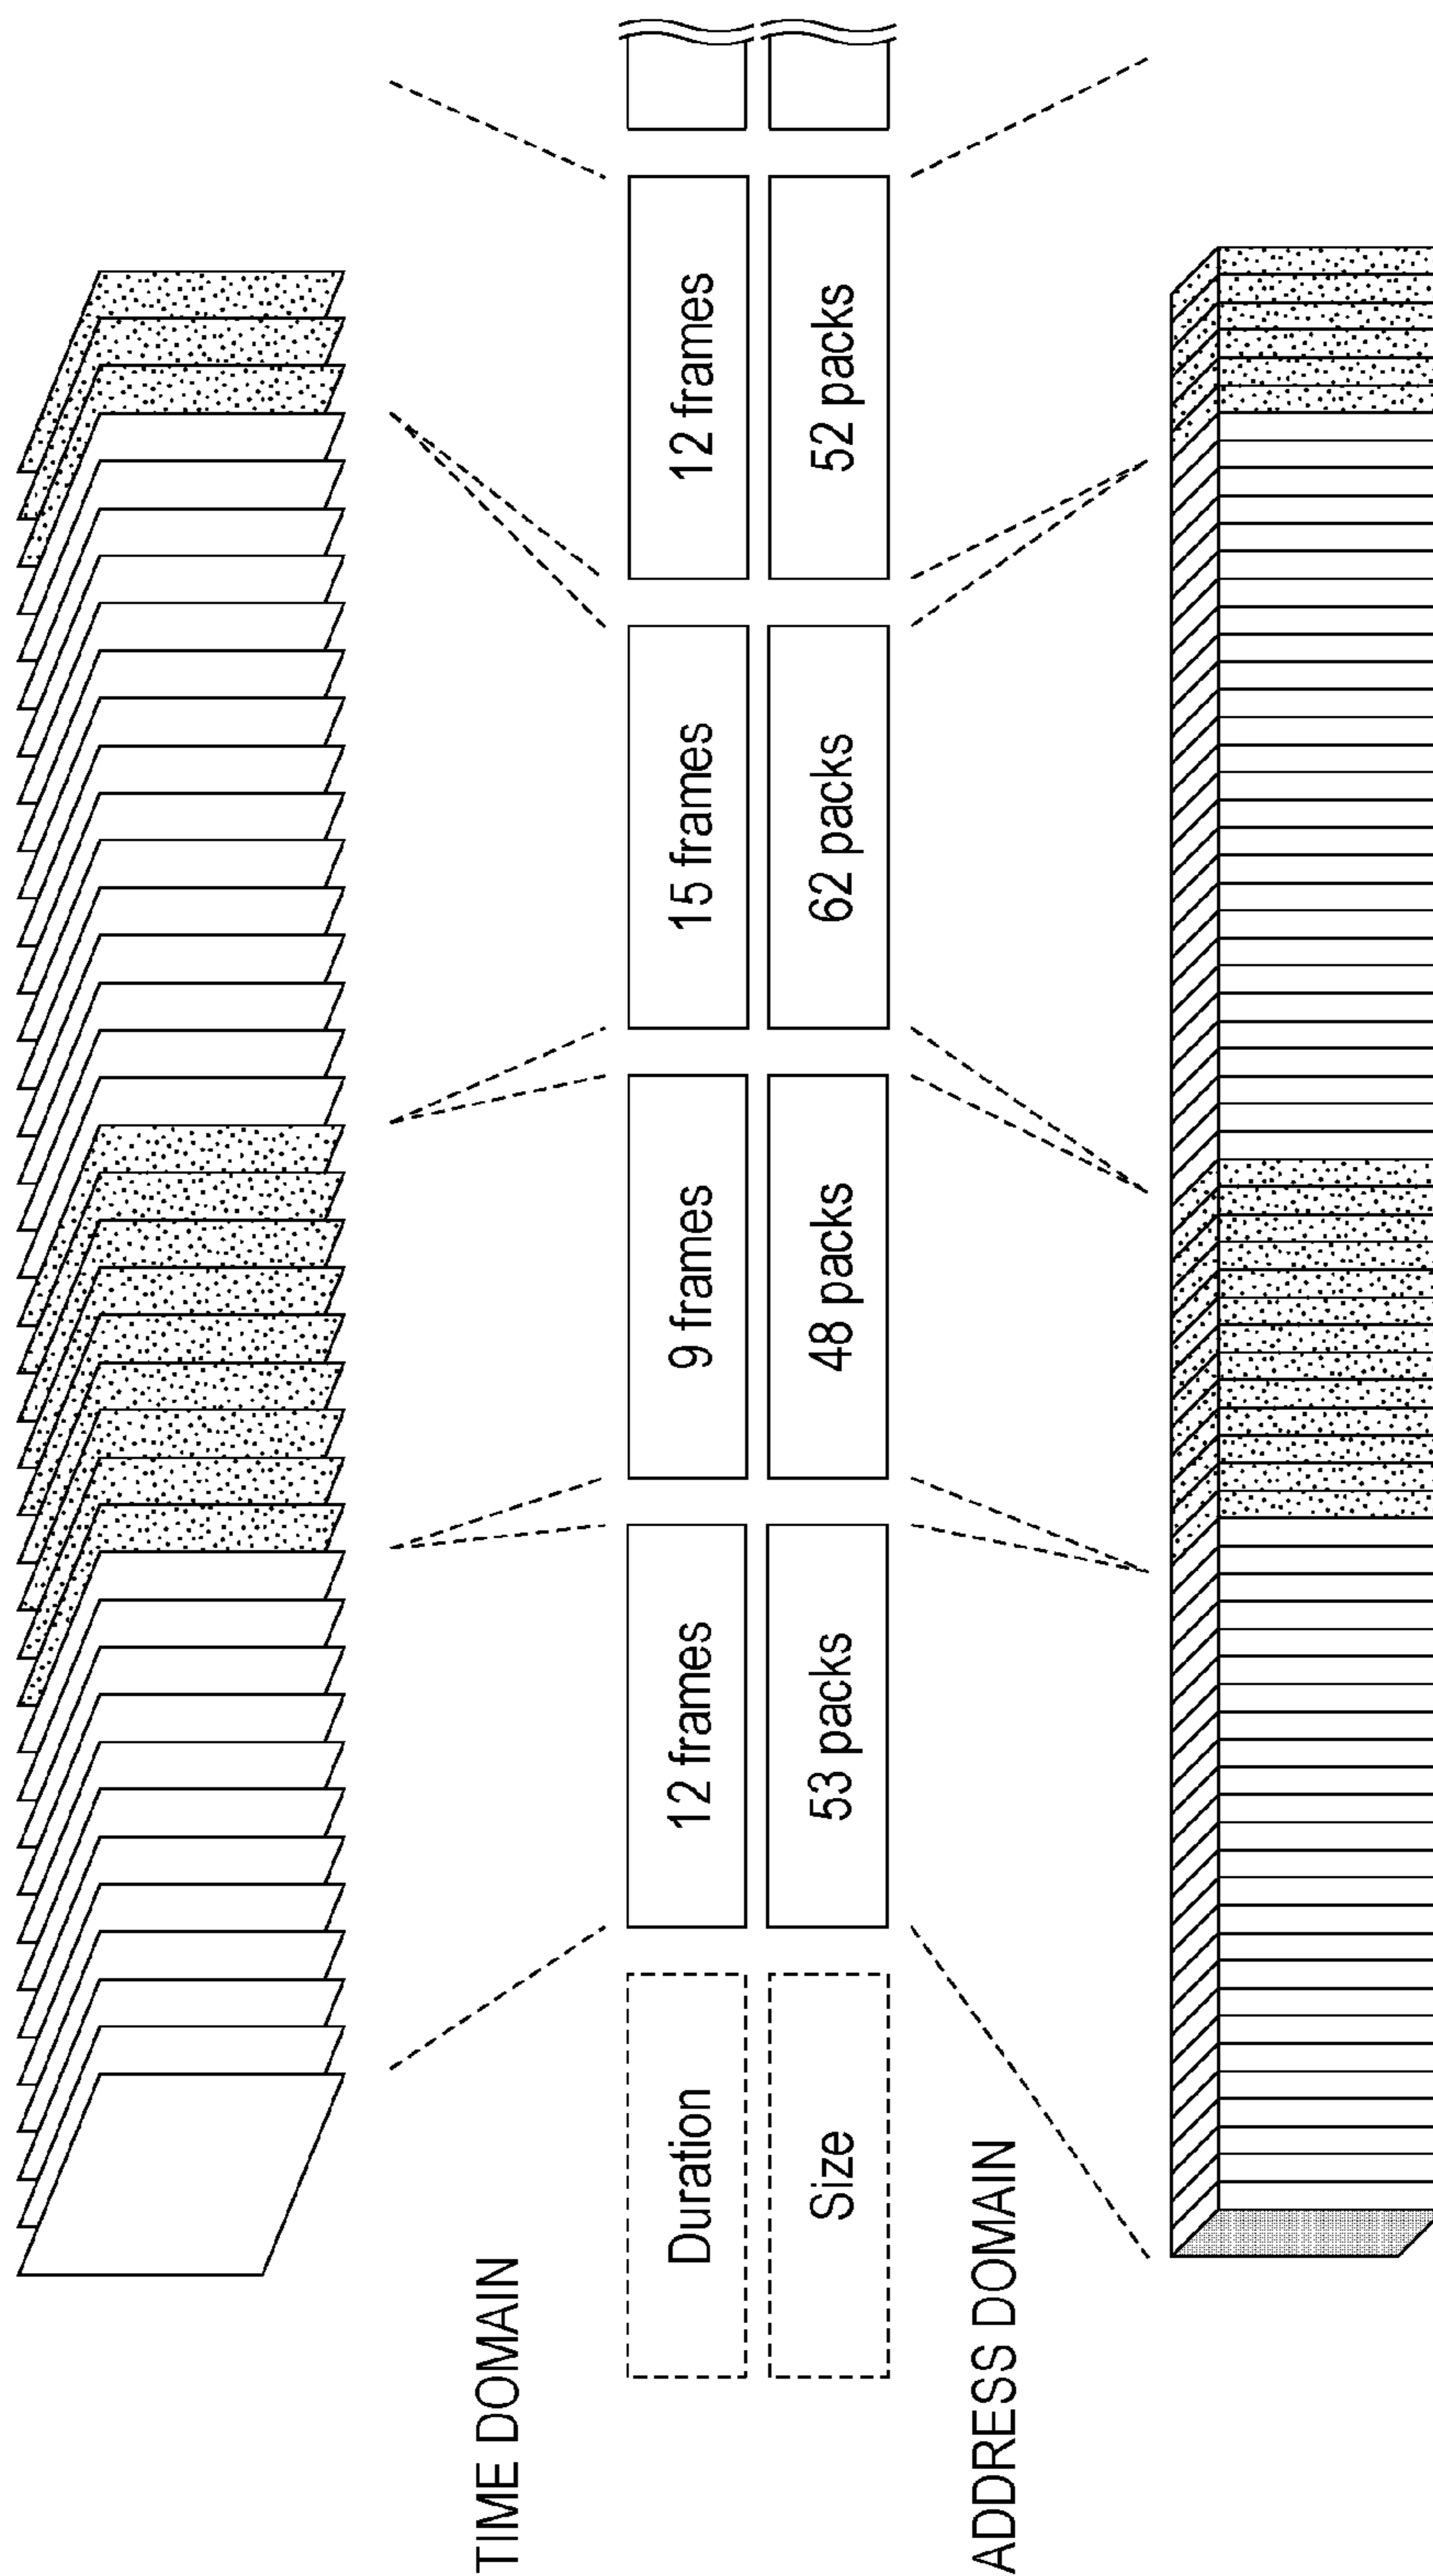 TIME DOMAIN
Duration
12 frames
9 frames
15 frames
12 frames
Size
53 packs
48 packs
62 packs
52 packs
ADDRESS DOMAIN